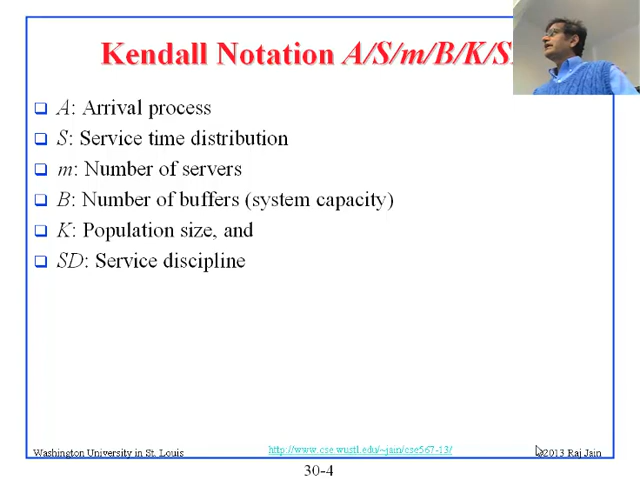 Kendall Notation A/S/m/B/K/S
A: Arrival process
S: Service time distribution
m: Number of servers
B: Number of buffers (system capacity)
K: Population size, and
SD: Service discipline
Washington University in St. Louis
http://www.cse.wustl.edu/~jain/cse567-13/
©2013 Raj Jain
30-4